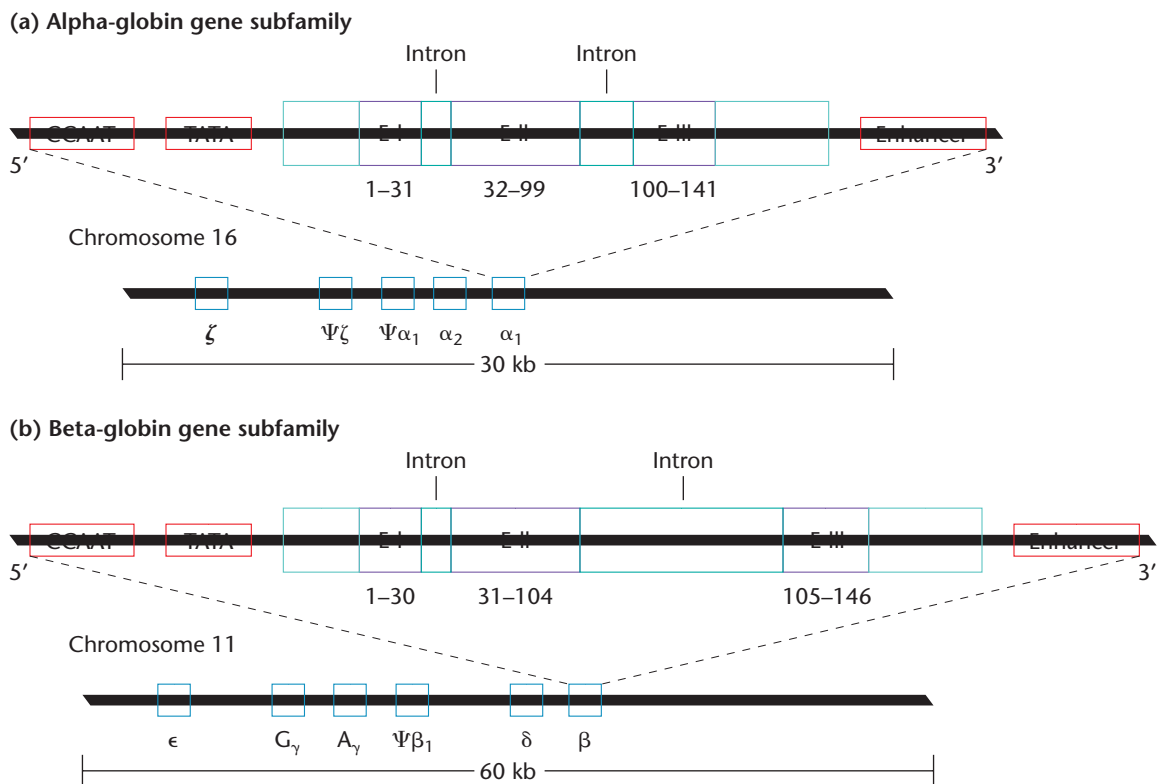 (a) Alpha-globin gene subfamily
Intron Intron
CCAAT TATA E-I E-II E-III Enhancer
5′ 3′
1–31 32–99 100–141
Chromosome 16
ζ Ψζ Ψα₁ α₂ α₁
30 kb
(b) Beta-globin gene subfamily
Intron Intron
CCAAT TATA E-I E-II E-III Enhancer
5′ 3′
1–30 31–104 105–146
Chromosome 11
ϵ Gᵧ Aᵧ Ψβ₁ δ β
60 kb